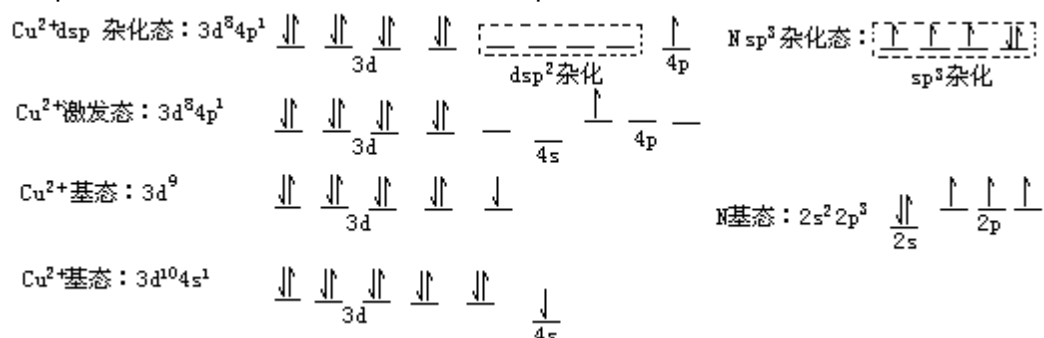 Cu²⁺dsp 杂化态：3d⁸4p¹
3d
dsp²杂化
4p
N sp³杂化态：
sp³杂化
Cu²⁺激发态：3d⁸4p¹
3d
4s
4p
Cu²⁺基态：3d⁹
3d
N基态：2s²2p³
2s
2p
Cu²⁺基态：3d¹⁰4s¹
3d
4s